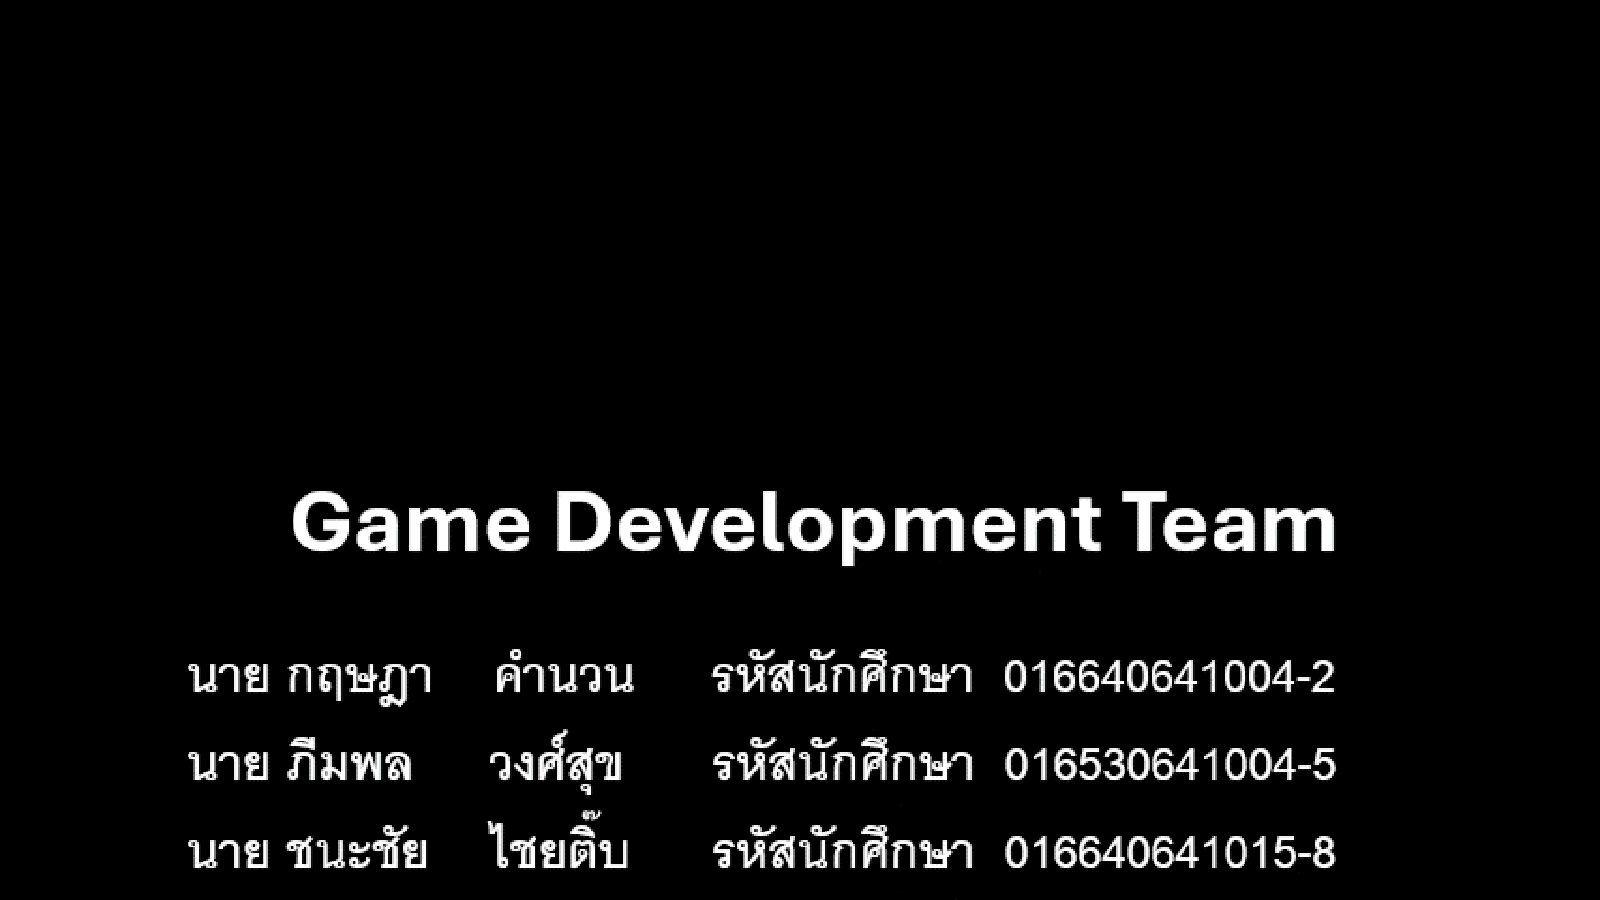 Game Development Team
นาย กฤษฎา คำนวน รหัสนักศึกษา 016640641004-2
นาย ภีมพล วงศ์สุข รหัสนักศึกษา 016530641004-5
นาย ชนะชัย ไชยติ๊บ รหัสนักศึกษา 016640641015-8